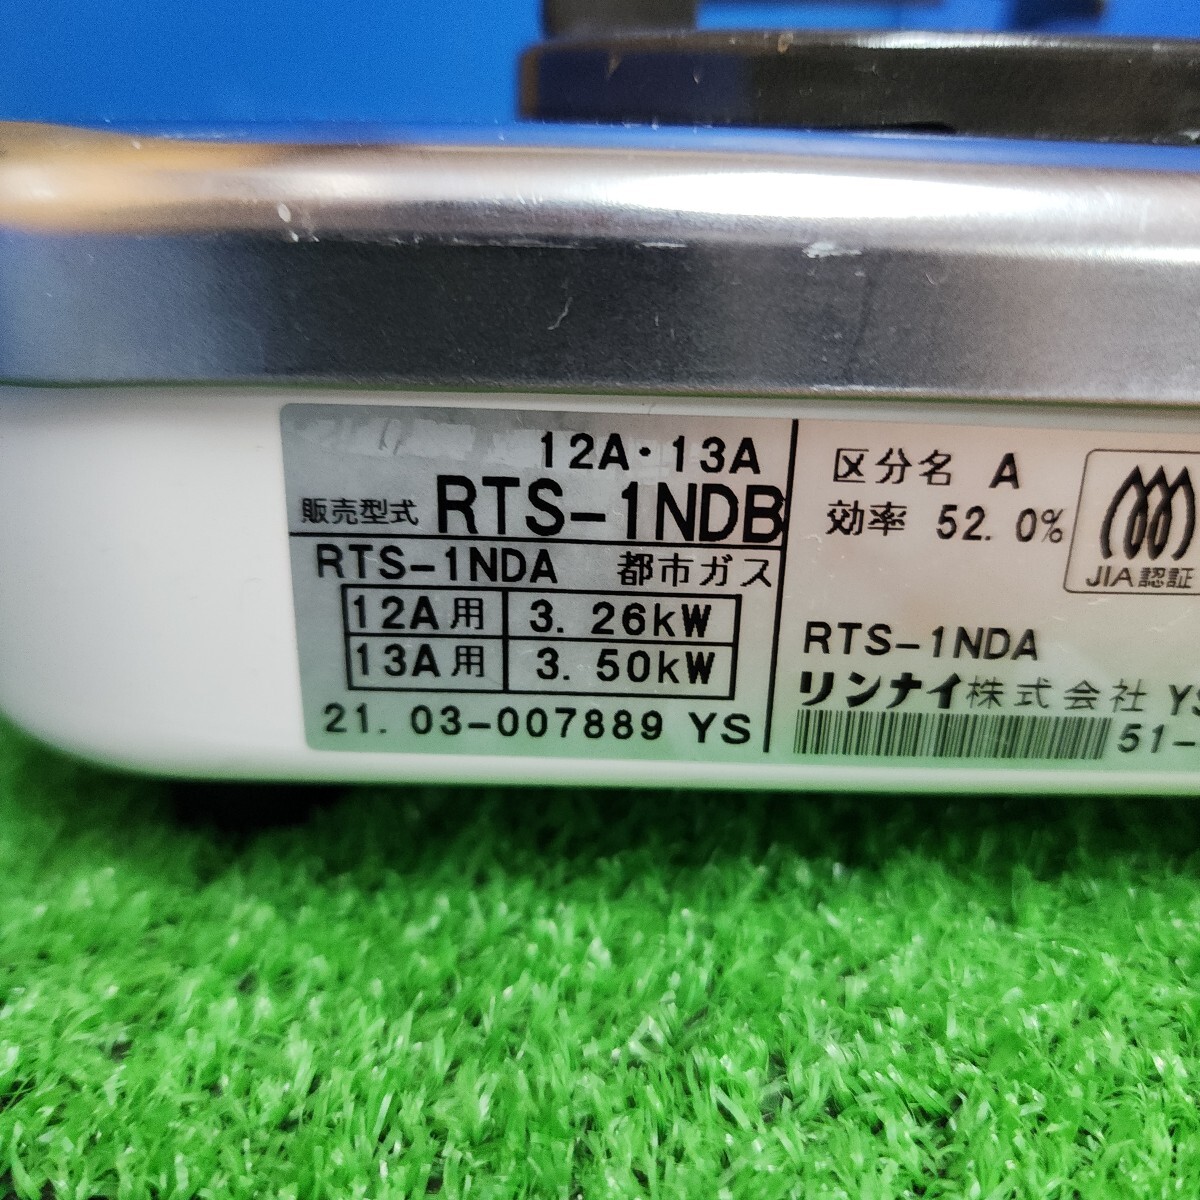 12A・13A
販売型式 RTS-1NDB
RTS-1NDA 都市ガス
12A用 3.26kW
13A用 3.50kW
21.03-007889 YS
区分名 A
効率 52.0%
JIA認証
RTS-1NDA
リンナイ株式会社 YS
51-